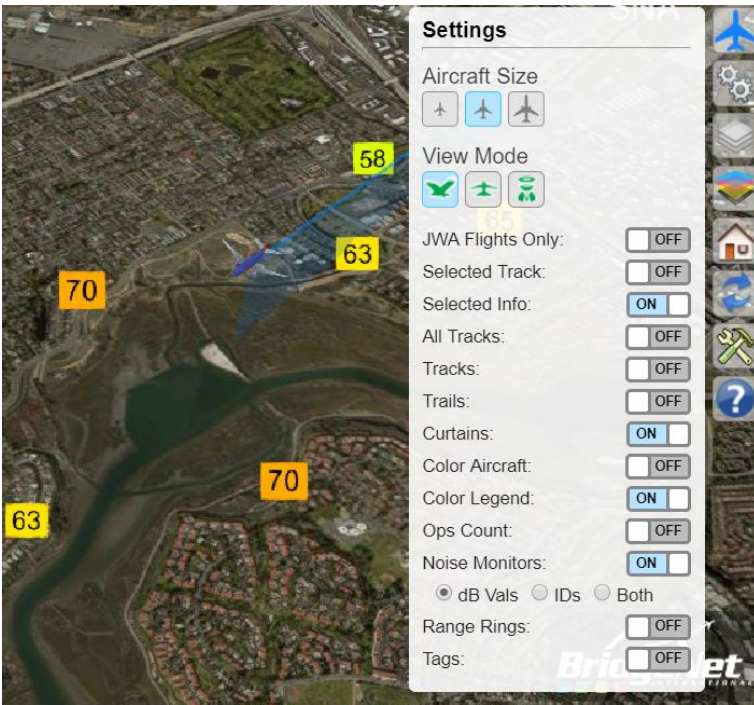 SNA
Settings
Aircraft Size
View Mode
58
65
JWA Flights Only: OFF
63
Selected Track: OFF
70
Selected Info: ON
All Tracks: OFF
Tracks: OFF
Trails: OFF
Curtains: ON
Color Aircraft: OFF
70
Color Legend: ON
63
Ops Count: OFF
Noise Monitors: ON
dB Vals IDs Both
Range Rings: OFF
Tags: OFF
?